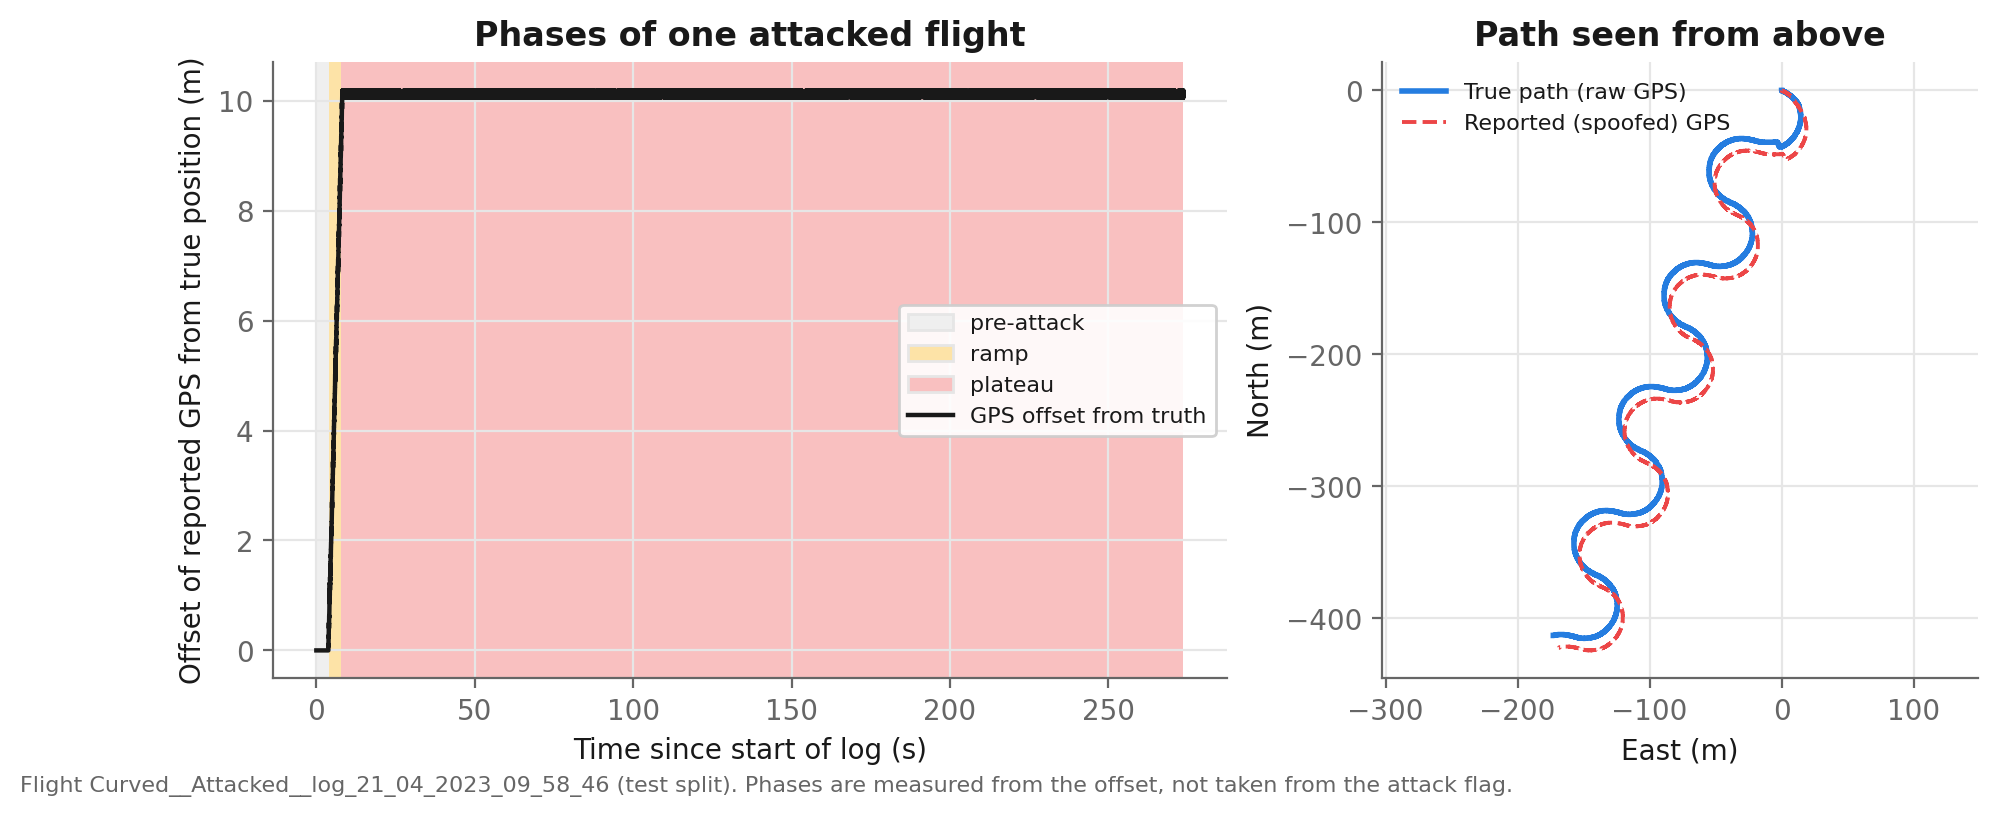 Phases of one attacked flight
Offset of reported GPS from true position (m)
10
8
6
4
2
0
pre-attack
ramp
plateau
GPS offset from truth
0
50
100
150
200
250
Time since start of log (s)
Path seen from above
True path (raw GPS)
Reported (spoofed) GPS
North (m)
0
−100
−200
−300
−400
−300
−200
−100
0
100
East (m)
Flight Curved__Attacked__log_21_04_2023_09_58_46 (test split). Phases are measured from the offset, not taken from the attack flag.